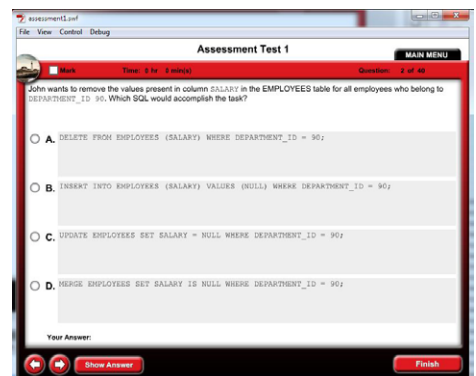 assessment1.swf
File View Control Debug
Assessment Test 1
MAIN MENU
Mark Time: 0 hr 0 min(s) Question: 2 of 40
John wants to remove the values present in column SALARY in the EMPLOYEES table for all employees who belong to
DEPARTMENT_ID 90. Which SQL would accomplish the task?
A. DELETE FROM EMPLOYEES (SALARY) WHERE DEPARTMENT_ID = 90;
B. INSERT INTO EMPLOYEES (SALARY) VALUES (NULL) WHERE DEPARTMENT_ID = 90;
C. UPDATE EMPLOYEES SET SALARY = NULL WHERE DEPARTMENT_ID = 90;
D. MERGE EMPLOYEES SET SALARY IS NULL WHERE DEPARTMENT_ID = 90;
Your Answer:
Show Answer Finish